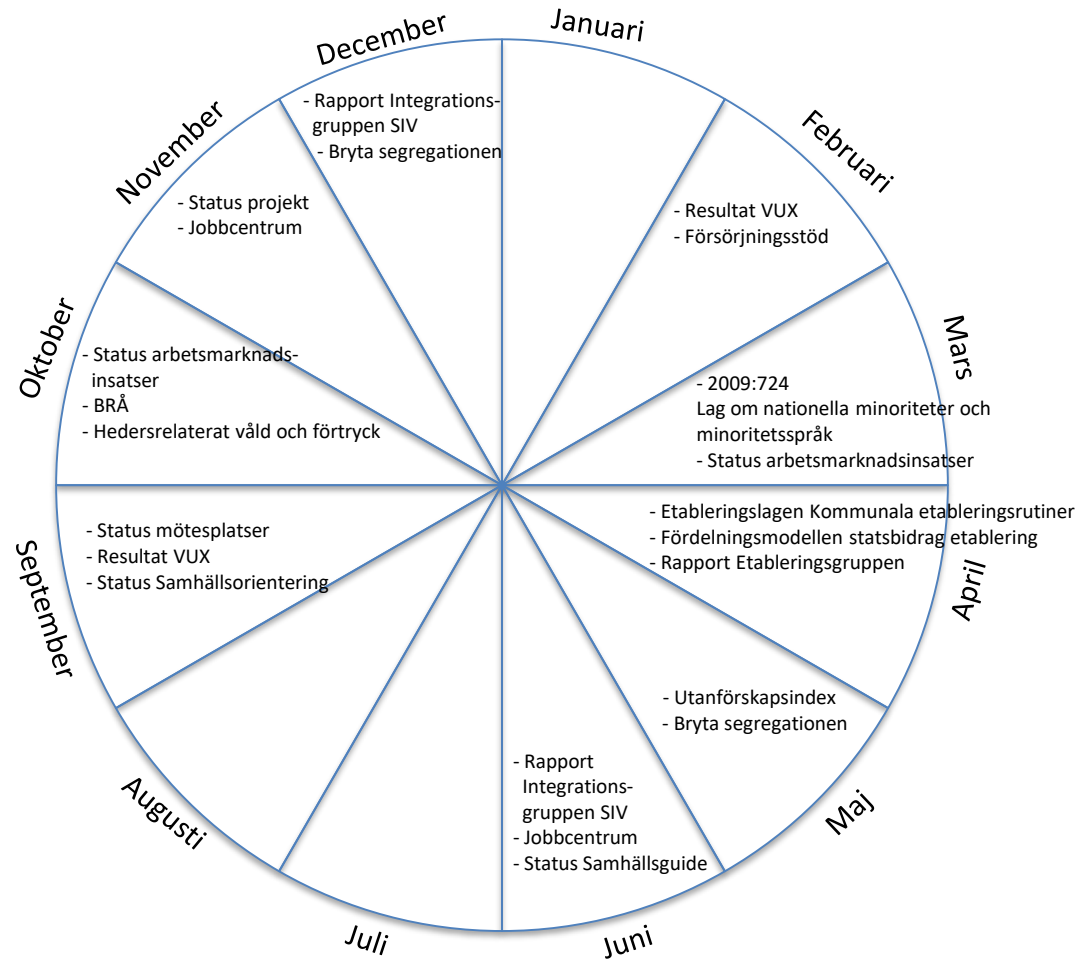 Januari
Februari
- Resultat VUX
- Försörjningsstöd
Mars
- 2009:724
Lag om nationella minoriteter och
minoritetsspråk
- Status arbetsmarknadsinsatser
April
- Etableringslagen Kommunala etableringsrutiner
- Fördelningsmodellen statsbidrag etablering
- Rapport Etableringsgruppen
Maj
- Utanförskapsindex
- Bryta segregationen
Juni
- Rapport
Integrations-
gruppen SIV
- Jobbcentrum
- Status Samhällsguide
Juli
Augusti
September
- Status mötesplatser
- Resultat VUX
- Status Samhällsorientering
Oktober
- Status arbetsmarknads-
insatser
- BRÅ
- Hedersrelaterat våld och förtryck
November
- Status projekt
- Jobbcentrum
December
- Rapport Integrations-
gruppen SIV
- Bryta segregationen